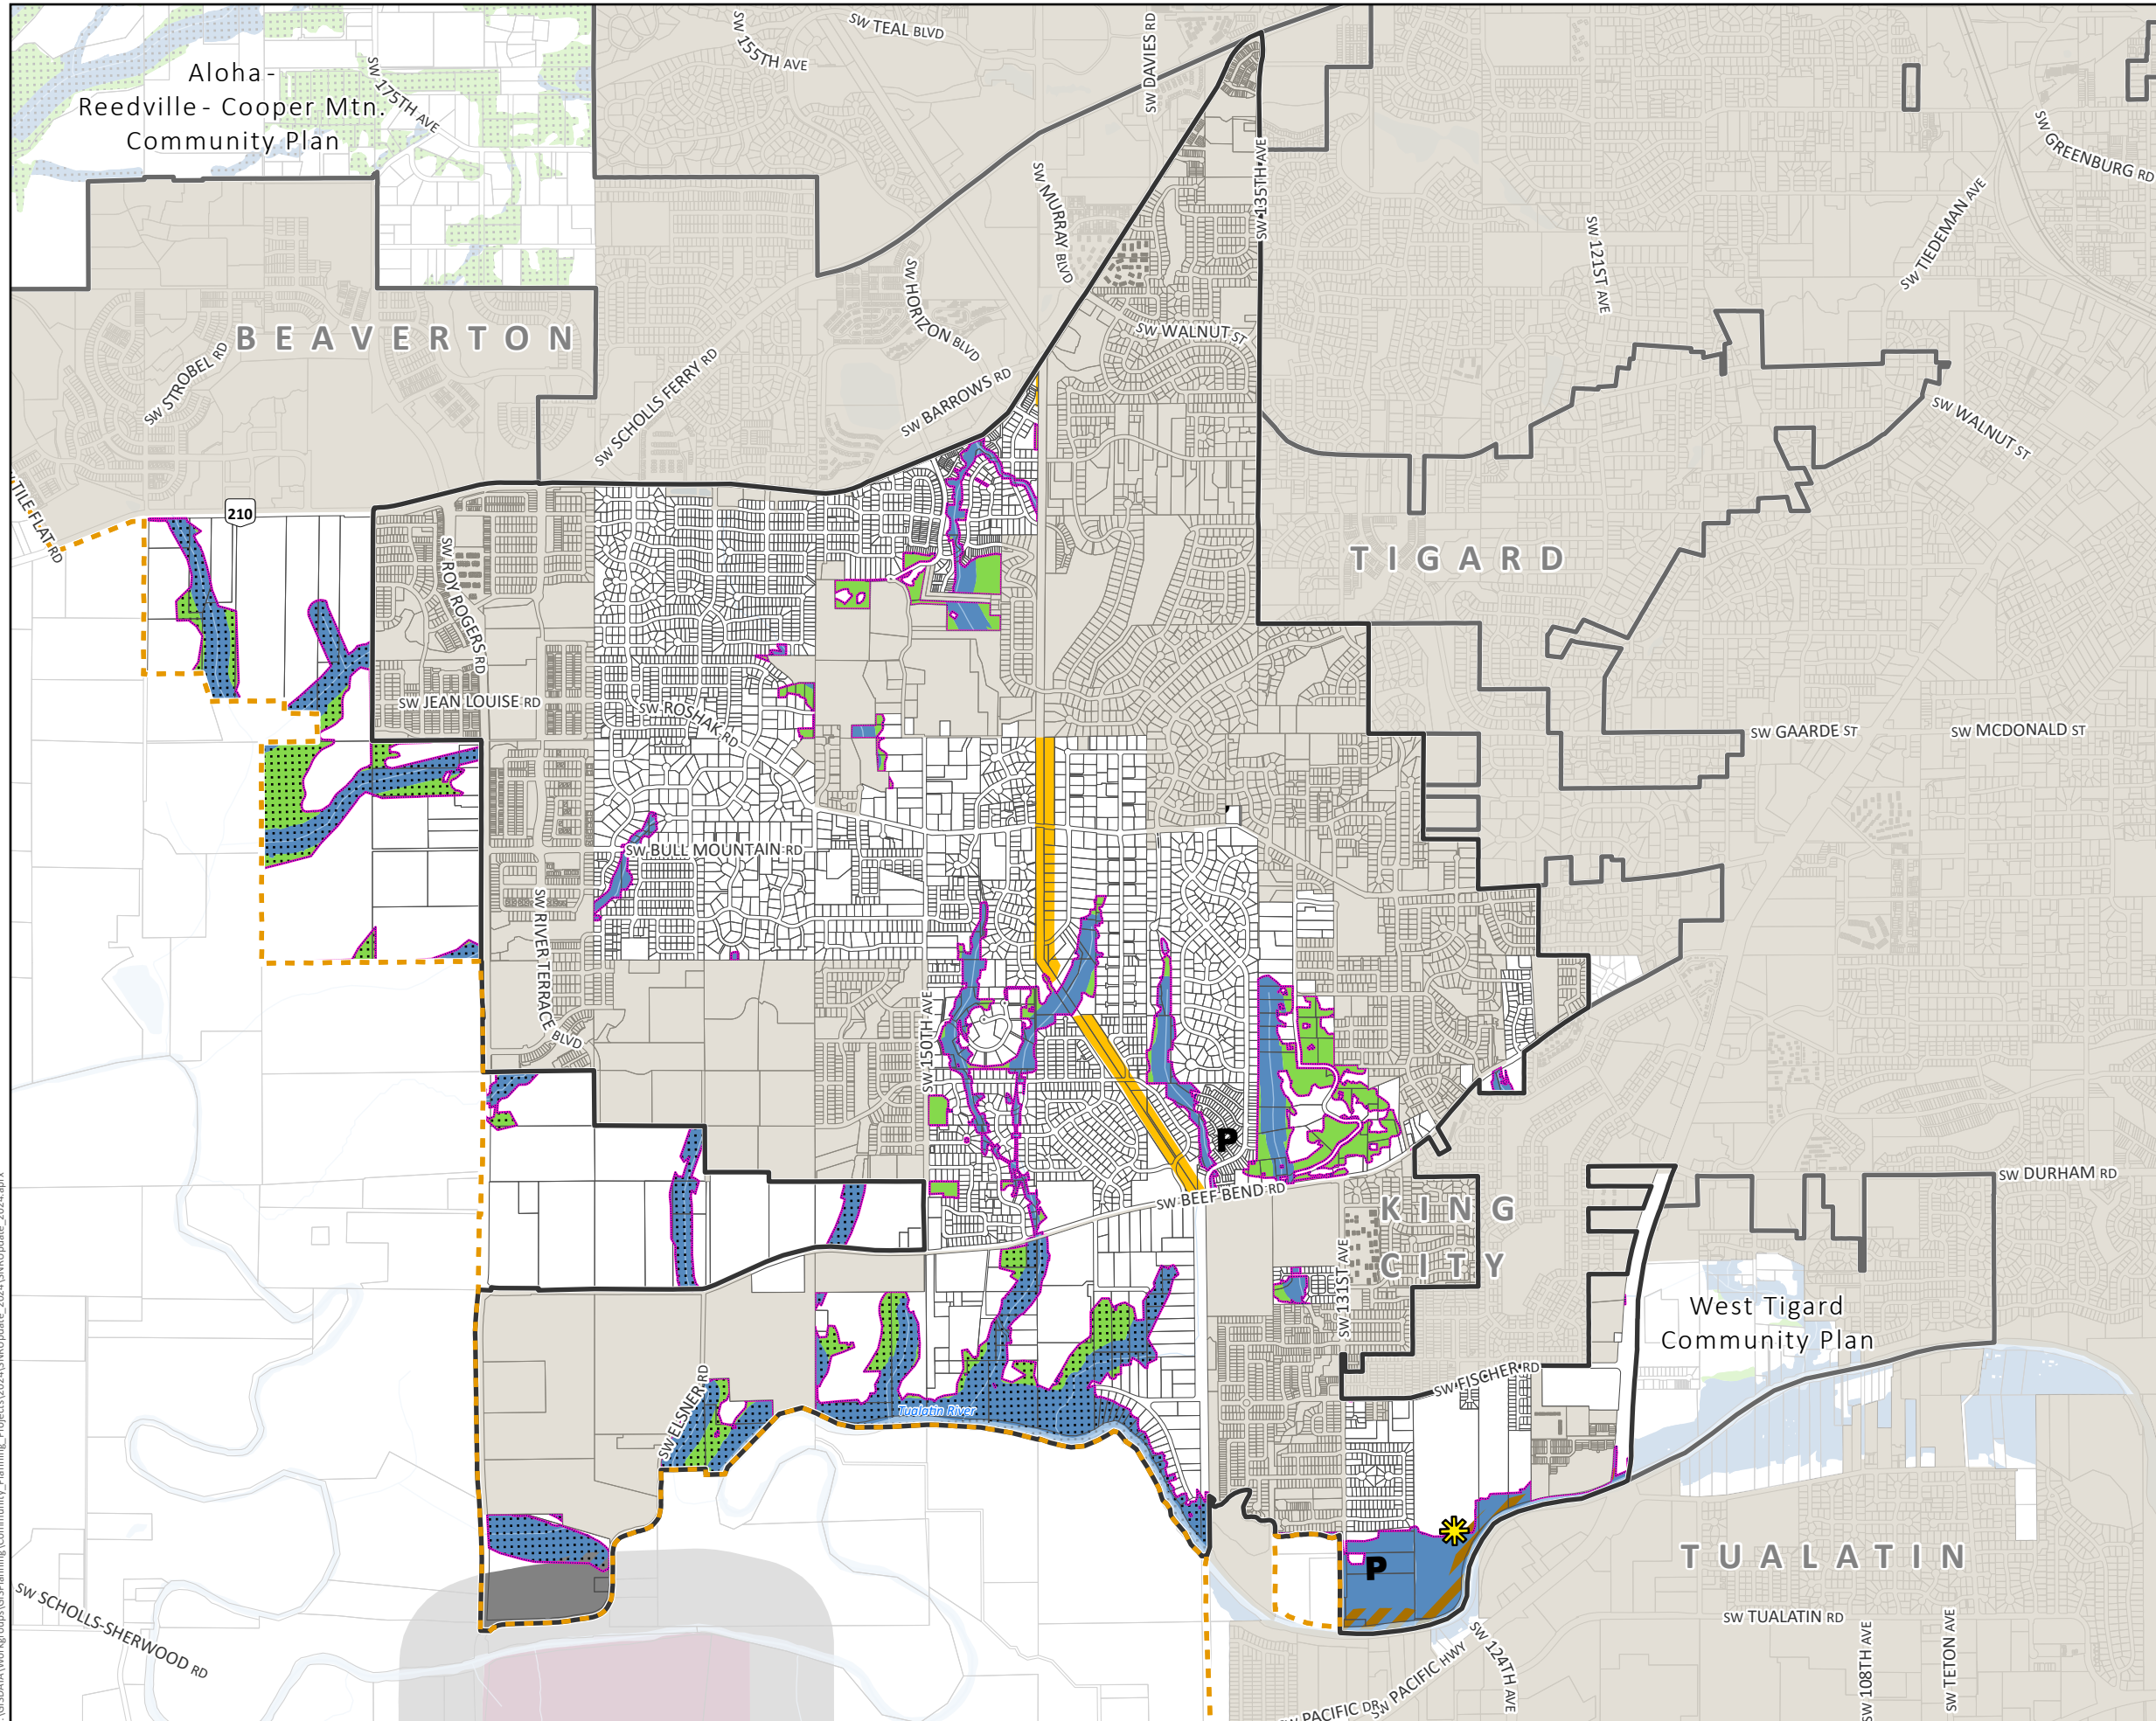 SW TEAL BLVD
SW 155TH AVE
SW DAVIES RD
Aloha-
Reedville - Cooper Mtn.
Community Plan
SW 175TH AVE
SW GREENBURG RD
SW MURRAY BLVD
SW 135TH AVE
SW 121ST AVE
SW TIEDEMAN AVE
SW HORIZON BLVD
SW WALNUT ST
BEAVERTON
SW STROBEL RD
SW SCHOLLS FERRY RD
SW BARROWS RD
SW WALNUT ST
TILE FLAT RD
210
TIGARD
SW ROY ROGERS RD
SW JEAN LOUISE RD
SW ROSHAK RD
SW GAARDE ST
SW MCDONALD ST
SW BULL MOUNTAIN RD
SW RIVER TERRACE BLVD
SW 150TH AVE
P
SW BEEF BEND RD
SW DURHAM RD
KING
CITY
SW 131ST AVE
West Tigard
Community Plan
SW FISCHER RD
SW ELSNER RD
Tualatin River
P
TUALATIN
SW SCHOLLS-SHERWOOD RD
SW TUALATIN RD
SW 124TH AVE
SW PACIFIC HWY
SW PACIFIC DR
SW 108TH AVE
SW TETON AVE